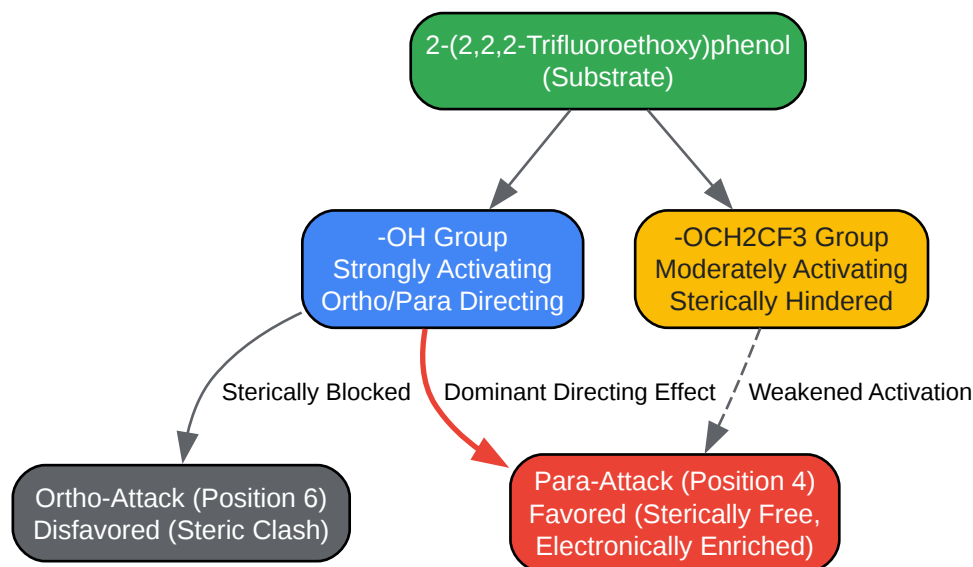 2-(2,2,2-Trifluoroethoxy)phenol
(Substrate)
-OH Group
Strongly Activating
Ortho/Para Directing
-OCH2CF3 Group
Moderately Activating
Sterically Hindered
Sterically Blocked
Dominant Directing Effect
Weakened Activation
Ortho-Attack (Position 6)
Disfavored (Steric Clash)
Para-Attack (Position 4)
Favored (Sterically Free,
Electronically Enriched)